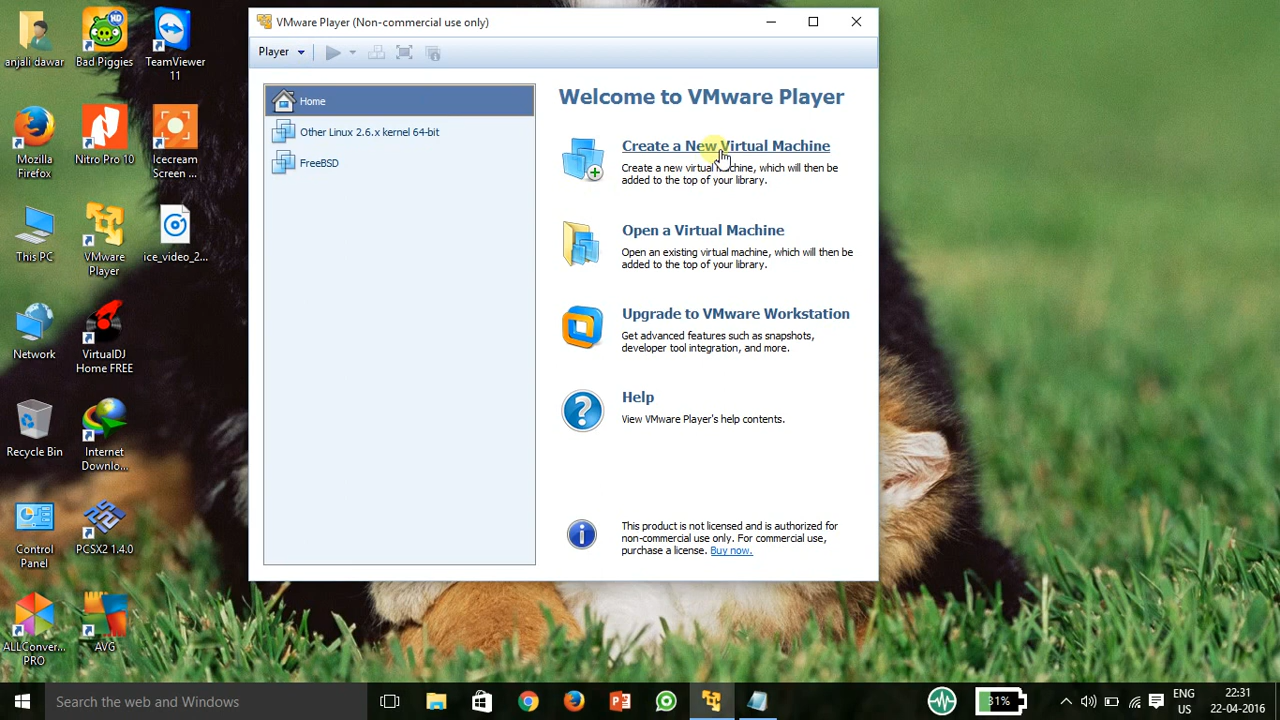 anjali dawar
Bad Piggies
TeamViewer
11
Mozilla
Firefox
Nitro Pro 10
Icecream
Screen ...
This PC
VMware
Player
ice_video_2...
Network
VirtualDJ
Home FREE
Recycle Bin
Internet
Downlo...
Control
Panel
PCSX2 1.4.0
ALLConver...
PRO
AVG
VMware Player (Non-commercial use only)
Player
Home
Other Linux 2.6.x kernel 64-bit
FreeBSD
Welcome to VMware Player
Create a New Virtual Machine
Create a new virtual machine, which will then be
added to the top of your library.
Open a Virtual Machine
Open an existing virtual machine, which will then be
added to the top of your library.
Upgrade to VMware Workstation
Get advanced features such as snapshots,
developer tool integration, and more.
Help
View VMware Player's help contents.
This product is not licensed and is authorized for
non-commercial use only. For commercial use,
purchase a license. Buy now.
Search the web and Windows
31%
ENG
US
22:31
22-04-2016